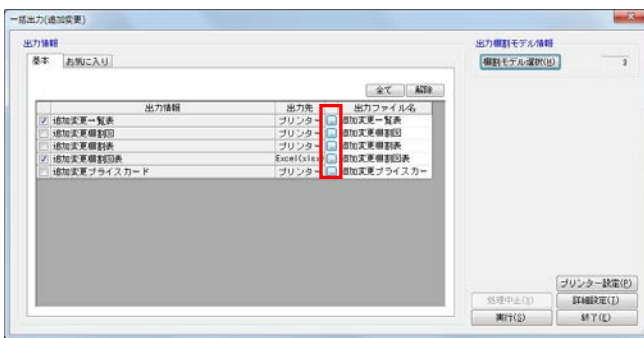 一括出力(追加変更)
出力情報
基本 お気に入り
全て 解除
出力情報 出力先 出力ファイル名
追加変更一覧表 プリンター 追加変更一覧表
追加変更棚割図 プリンター 追加変更棚割図
追加変更棚割表 プリンター 追加変更棚割表
追加変更棚割図表 Excel(xlsx) 追加変更棚割図表
追加変更プライスカード プリンター 追加変更プライスカー
出力棚割モデル情報
棚割モデル選択(H) 3
プリンター設定(P)
処理中止(X) 詳細設定(I)
実行(S) 終了(E)